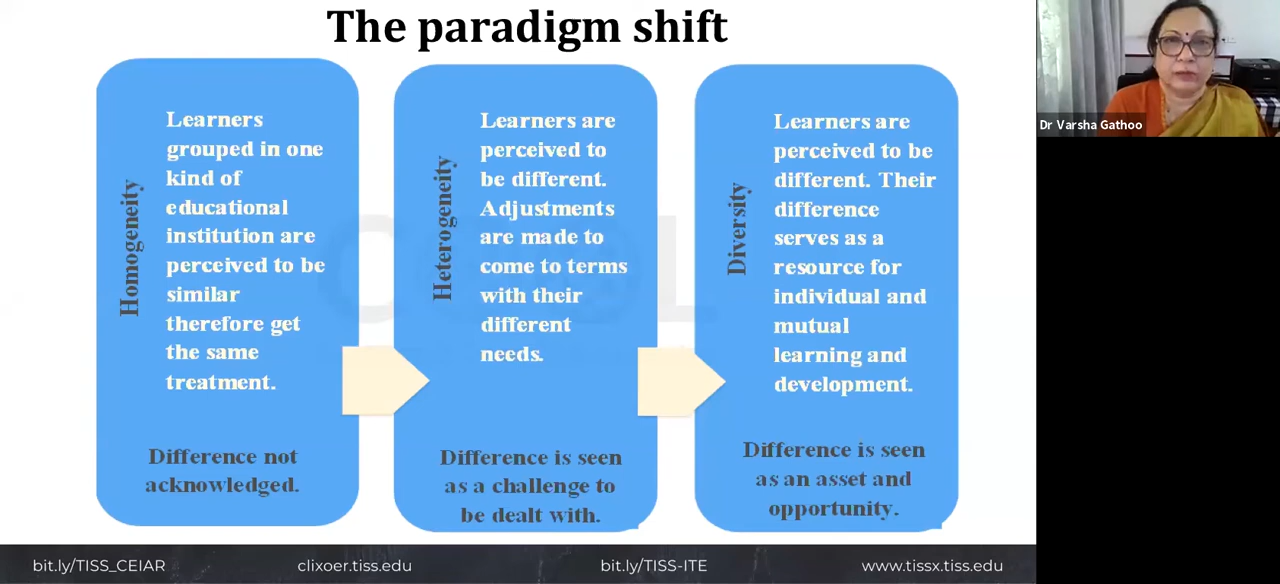 The paradigm shift
Homogeneity
Learners
grouped in one
kind of
educational
institution are
perceived to be
similar
therefore get
the same
treatment.
Difference not
acknowledged.
Heterogeneity
Learners are
perceived to
be different.
Adjustments
are made to
come to terms
with their
different
needs.
Difference is seen
as a challenge to
be dealt with.
Diversity
Learners are
perceived to be
different. Their
difference
serves as a
resource for
individual and
mutual
learning and
development.
Difference is seen
as an asset and
opportunity.
Dr Varsha Gathoo
bit.ly/TISS_CEIAR
clixoer.tiss.edu
bit.ly/TISS-ITE
www.tissx.tiss.edu